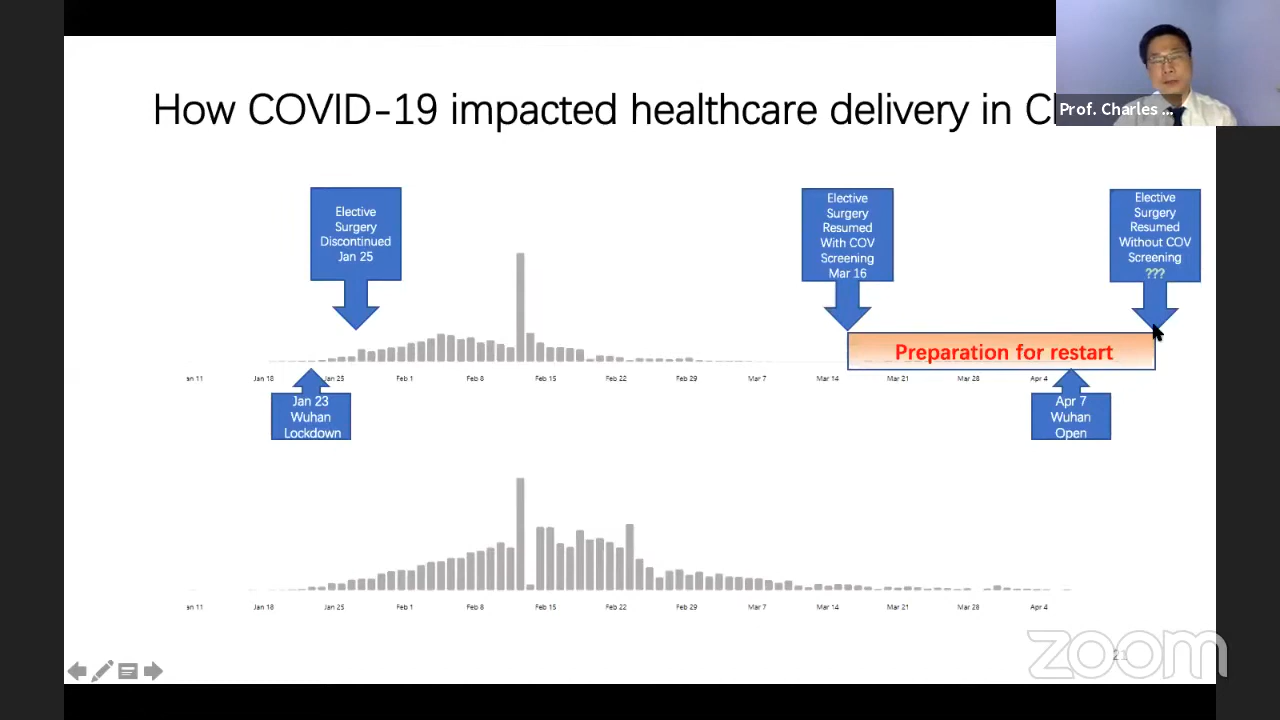 How COVID-19 impacted healthcare delivery in C
Prof. Charles ...
Elective
Surgery
Discontinued
Jan 25
Elective
Surgery
Resumed
With COV
Screening
Mar 16
Elective
Surgery
Resumed
Without COV
Screening
???
Preparation for restart
an 11
Jan 18
Jan 25
Feb 1
Feb 8
Feb 15
Feb 22
Feb 29
Mar 7
Mar 14
Mar 21
Mar 28
Apr 4
Jan 23
Wuhan
Lockdown
Apr 7
Wuhan
Open
an 11
Jan 18
Jan 25
Feb 1
Feb 8
Feb 15
Feb 22
Feb 29
Mar 7
Mar 14
Mar 21
Mar 28
Apr 4
21
zoom